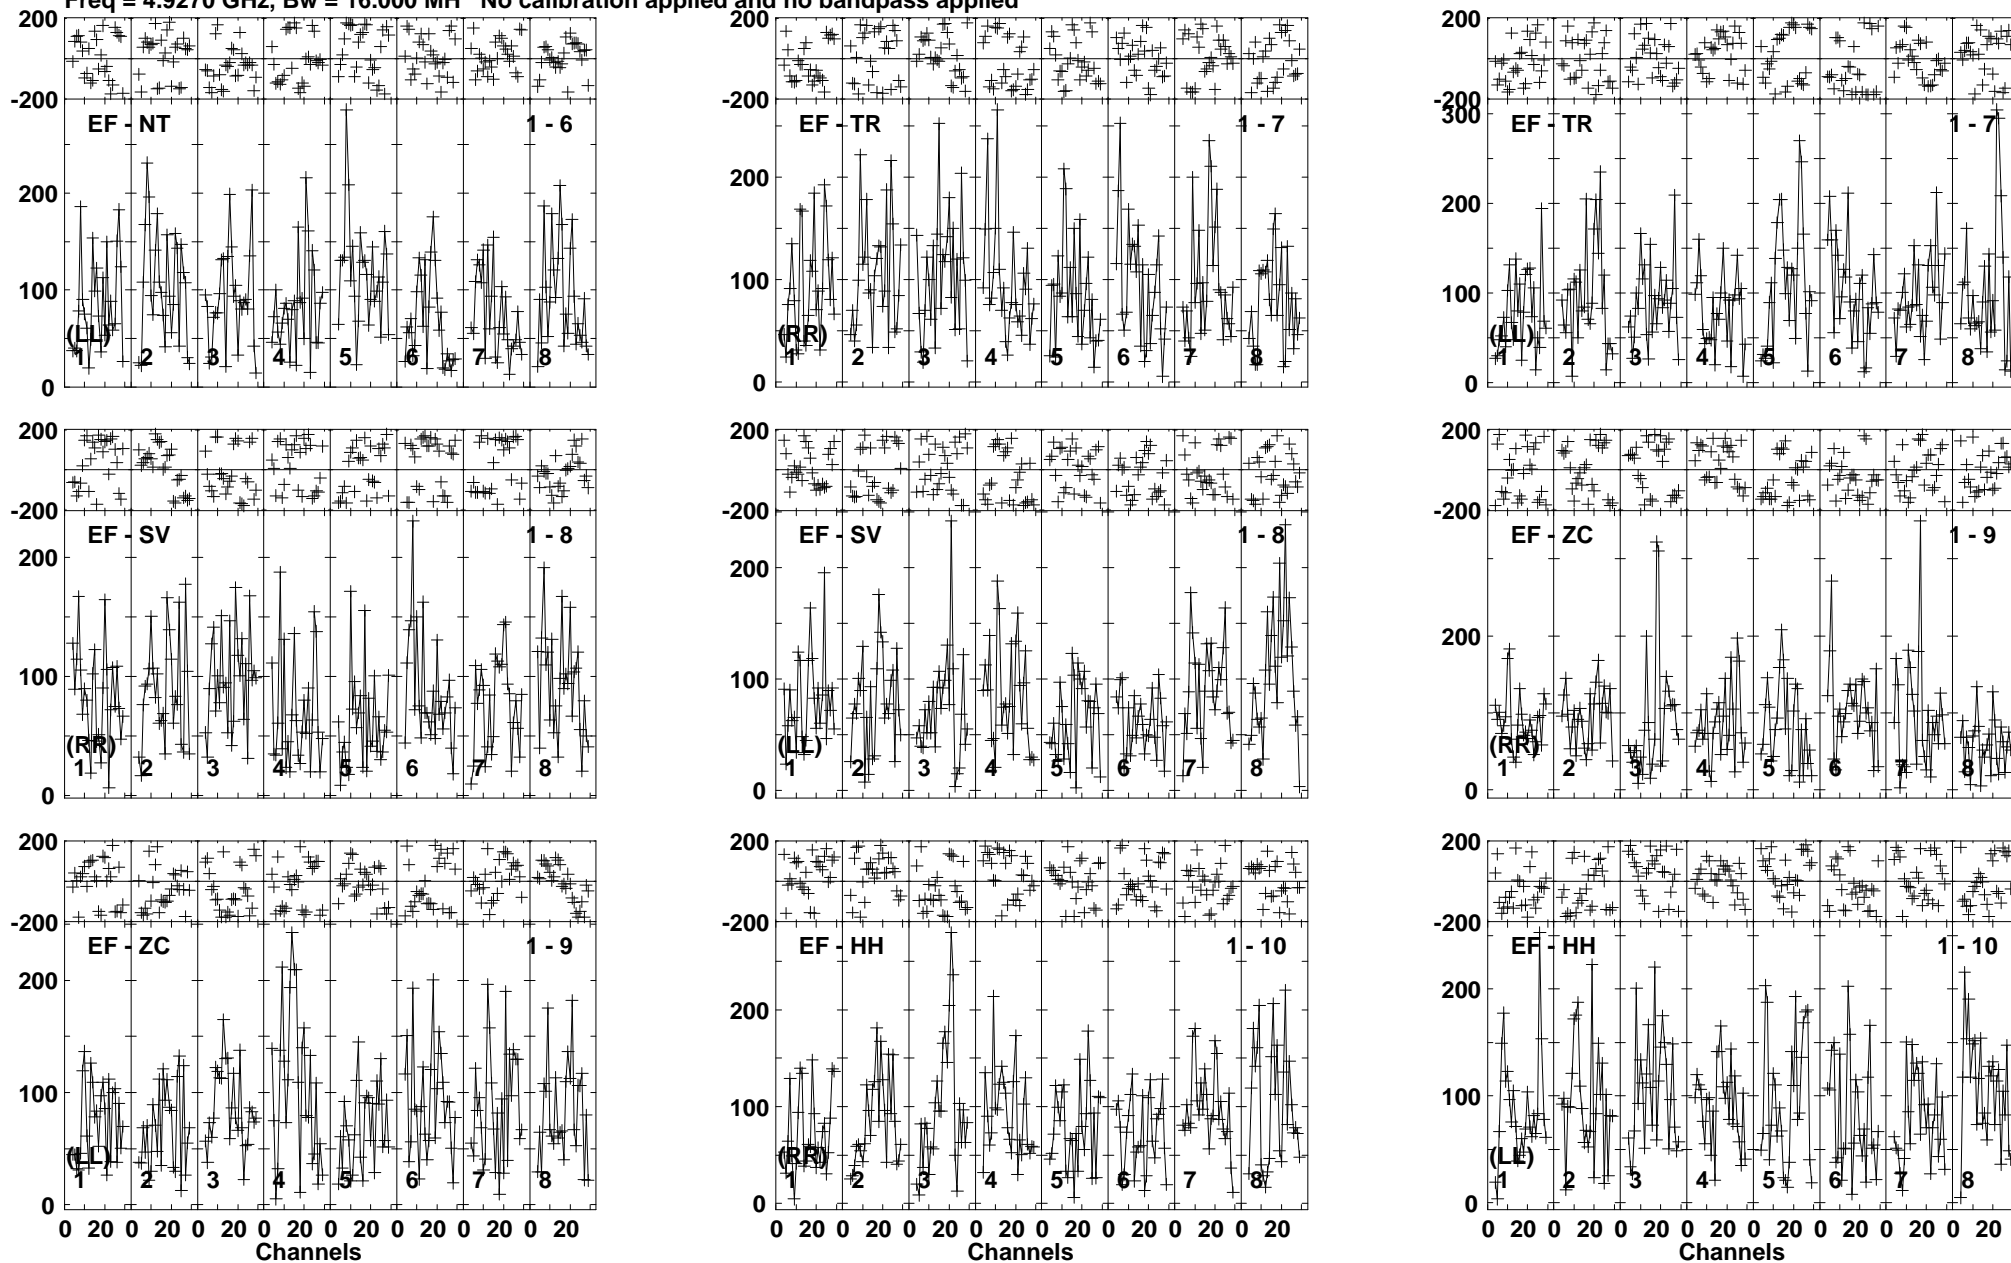 Freq = 4.9270 GHz, Bw = 16.000 MH No calibration applied and no bandpass applied
200 200 200
-200 -200 -200
300
EF - NT 1 - 6 EF - TR 1 - 7 EF - TR 1 - 7
200 200 200
100 100 100
(LL) (RR) (LL)
1 2 3 4 5 6 7 8 1 2 3 4 5 6 7 8 1 2 3 4 5 6 7 8
0 0 0
200 200 200
-200 -200 -200
EF - SV 1 - 8 EF - SV 1 - 8 EF - ZC 1 - 9
200 200 200
100 100
(RR) (LL) (RR)
1 2 3 4 5 6 7 8 1 2 3 4 5 6 7 8 1 2 3 4 5 6 7 8
0 0 0
200 200 200
-200 -200 -200
EF - ZC 1 - 9 EF - HH 1 - 10 EF - HH 1 - 10
200 200 200
100 100 100
(LL) (RR) (LL)
1 2 3 4 5 6 7 8 1 2 3 4 5 6 7 8 1 2 3 4 5 6 7 8
0 0 0
0 20 0 20 0 20 0 20 0 20 0 20 0 20 0 20 0 20 0 20 0 20 0 20 0 20 0 20 0 20 0 20 0 20 0 20 0 20 0 20 0 20 0 20 0 20 0 20
Channels Channels Channels